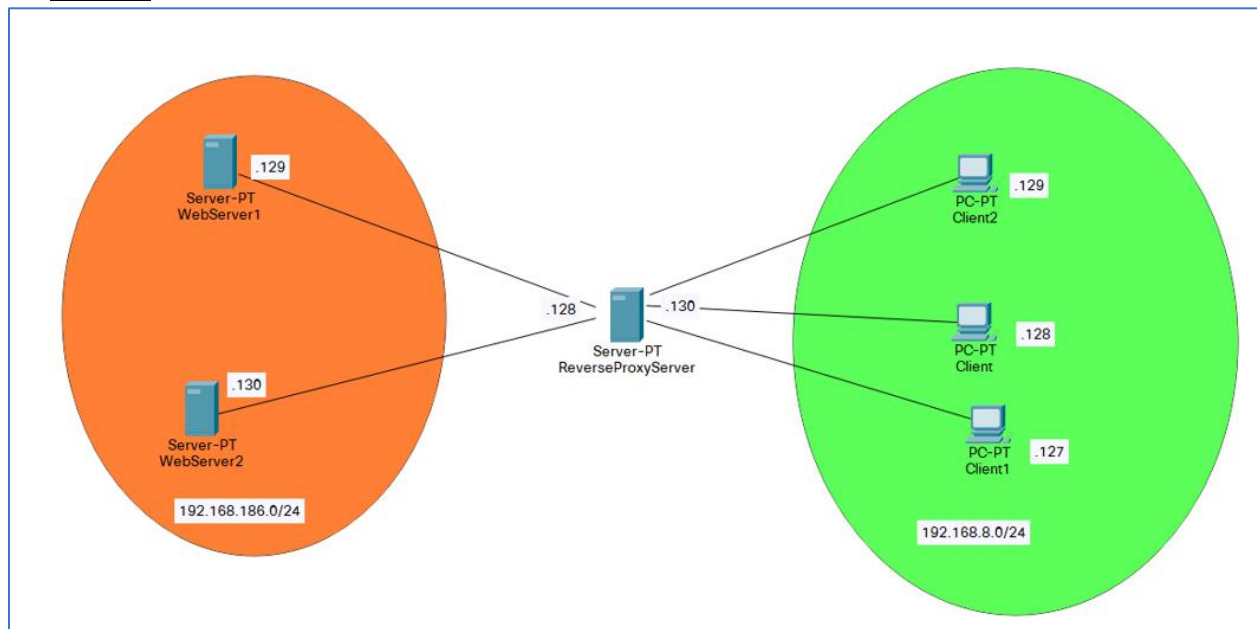 .129
Server-PT
WebServer1
.129
PC-PT
Client2
.128
.130
Server-PT
ReverseProxyServer
.128
PC-PT
Client
.130
Server-PT
WebServer2
.127
PC-PT
Client1
192.168.186.0/24
192.168.8.0/24